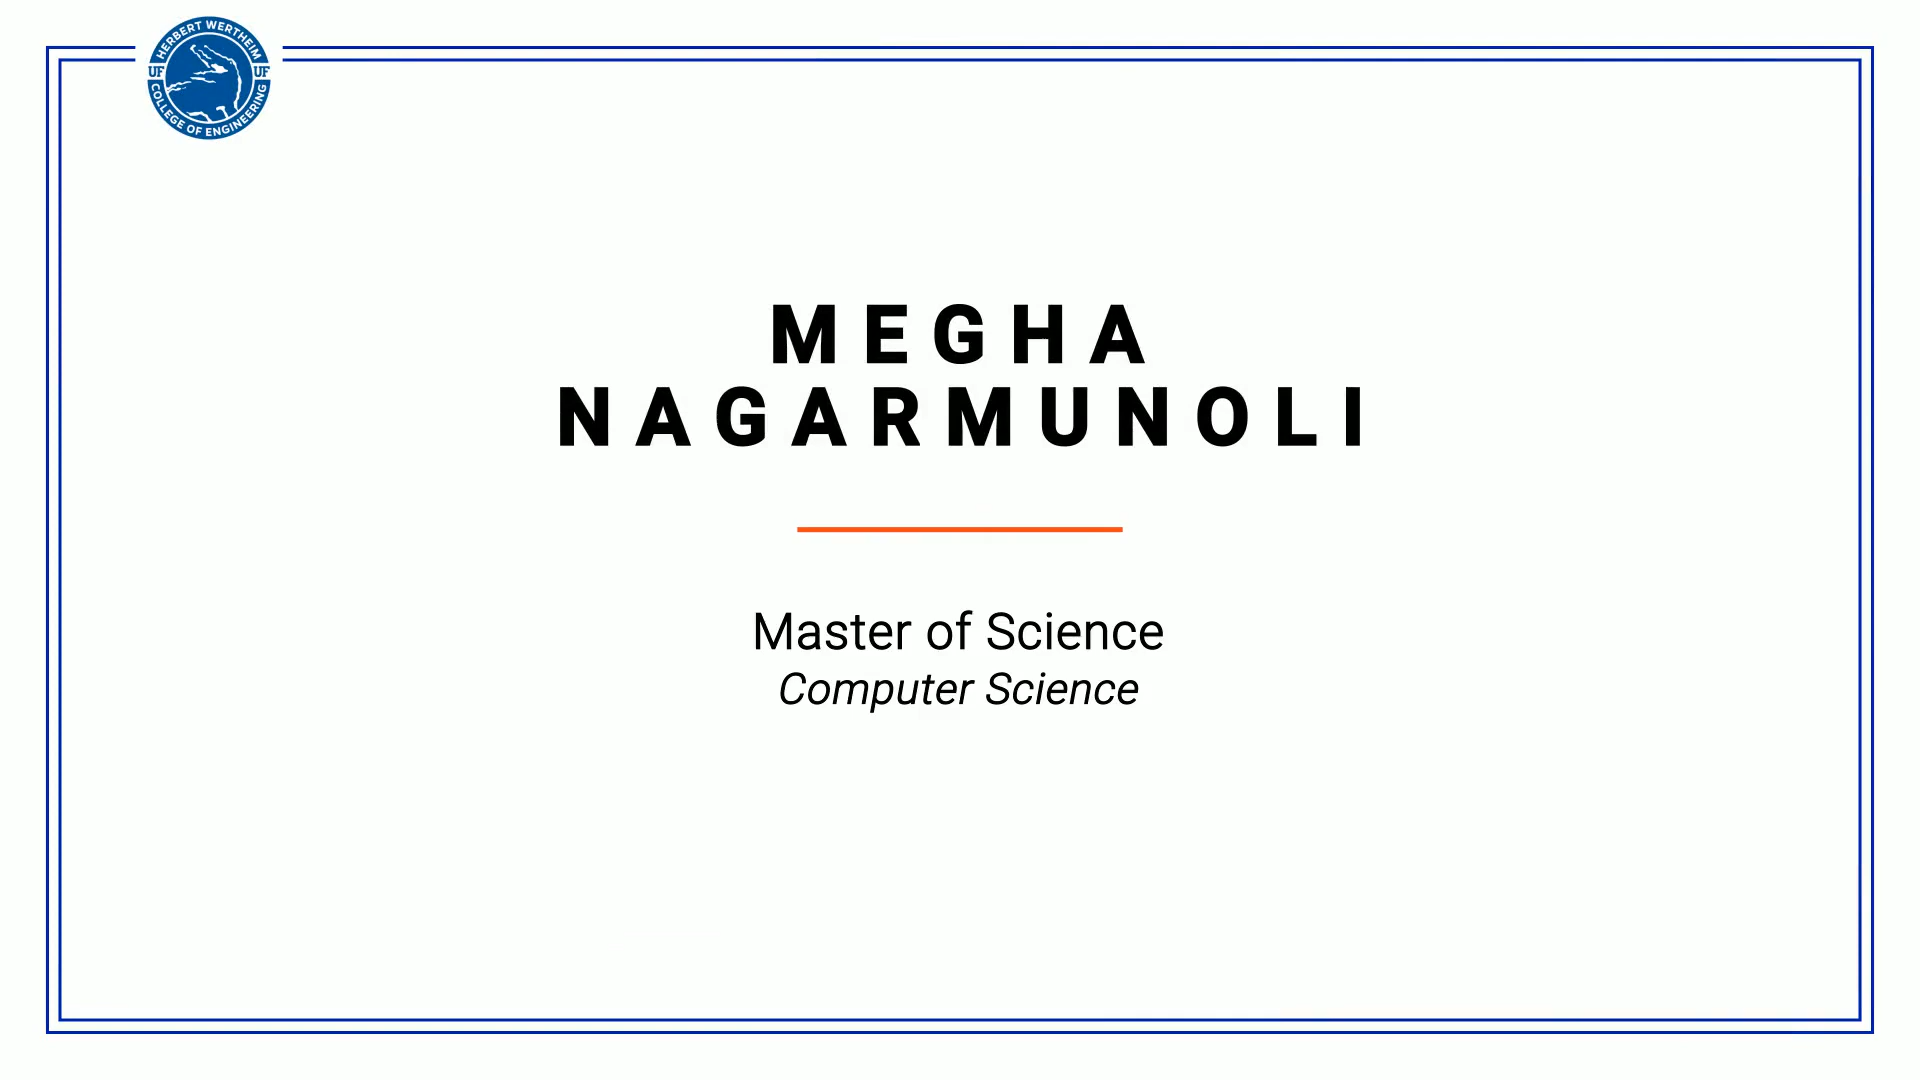 HERBERT WERTHEIM
UF UF
COLLEGE OF ENGINEERING
MEGHA
NAGARMUNOLI
Master of Science
Computer Science